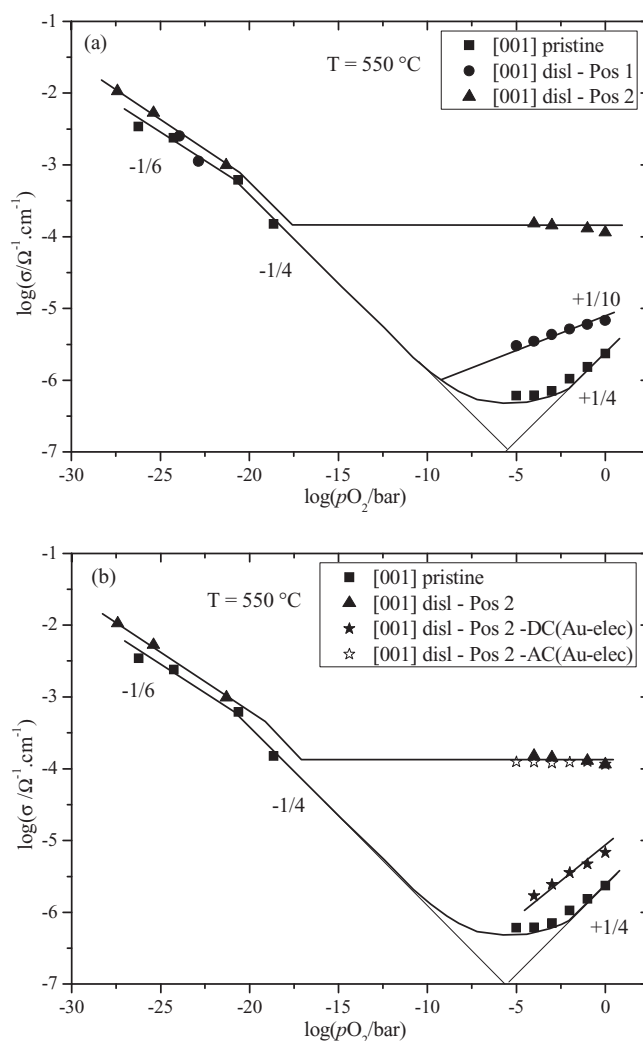 (a)
T = 550 °C
[001] pristine
[001] disl - Pos 1
[001] disl - Pos 2
-1
-2
-3
-4
-5
-6
-7
log(σ/Ω⁻¹.cm⁻¹)
-1/6
-1/4
+1/10
+1/4
-30 -25 -20 -15 -10 -5 0
log(pO₂/bar)
(b)
T = 550 °C
[001] pristine
[001] disl - Pos 2
[001] disl - Pos 2 -DC(Au-elec)
[001] disl - Pos 2 -AC(Au-elec)
-1
-2
-3
-4
-5
-6
-7
log(σ /Ω⁻¹.cm⁻¹)
-1/6
-1/4
+1/4
-30 -25 -20 -15 -10 -5 0
log(pO₂/bar)